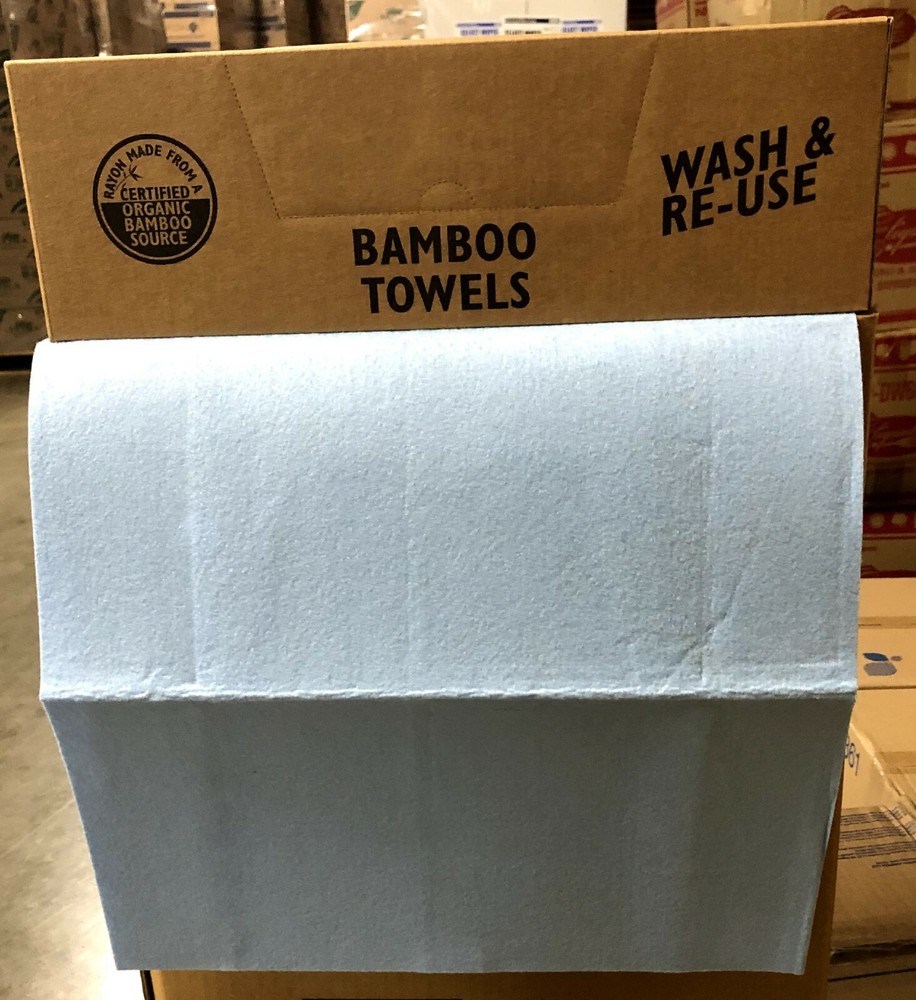 RAYON MADE FROM A
CERTIFIED
ORGANIC
BAMBOO
SOURCE
BAMBOO
TOWELS
WASH &
RE-USE